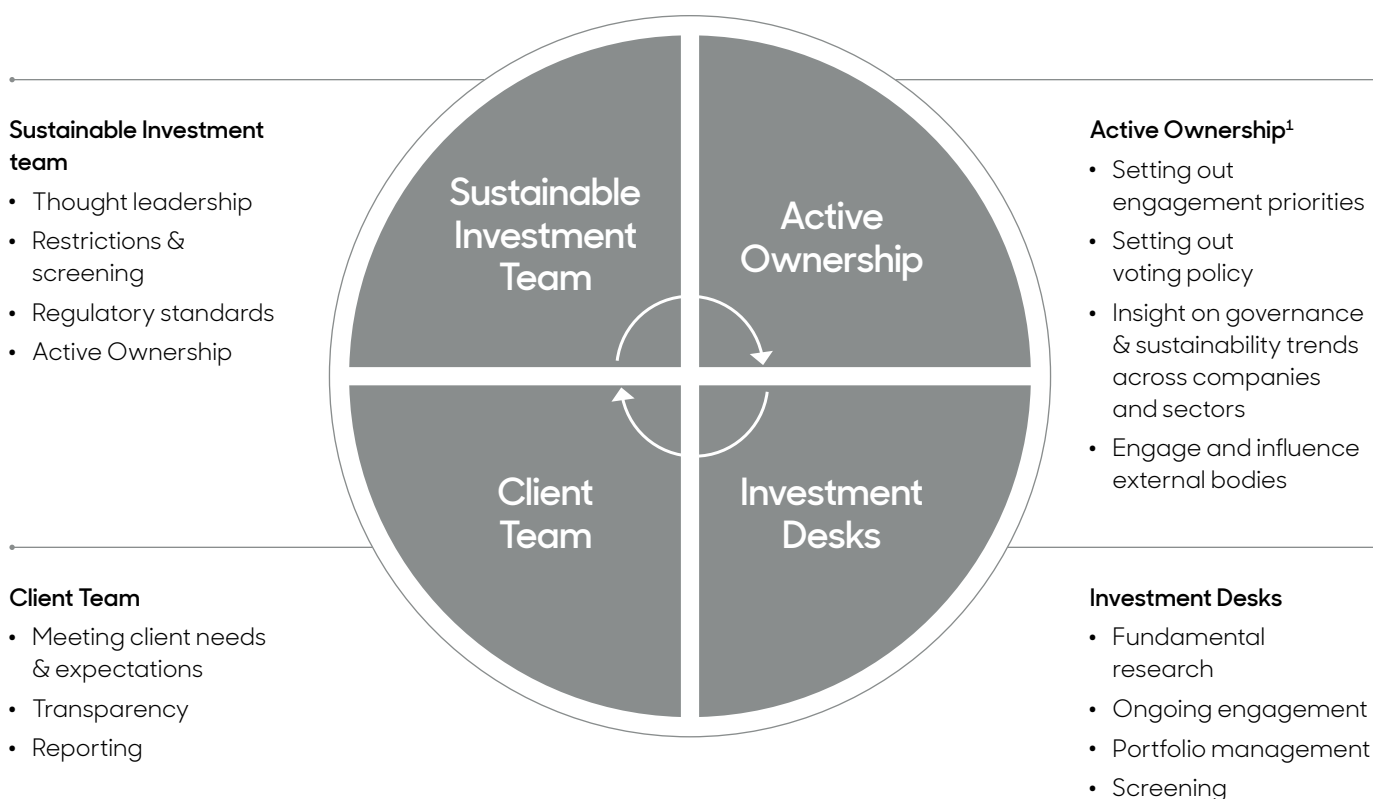 Sustainable Investment
team
• Thought leadership
• Restrictions &
screening
• Regulatory standards
• Active Ownership
Sustainable
Investment
Team
Active
Ownership
Active Ownership¹
• Setting out
engagement priorities
• Setting out
voting policy
• Insight on governance
& sustainability trends
across companies
and sectors
• Engage and influence
external bodies
Client
Team
Investment
Desks
Client Team
• Meeting client needs
& expectations
• Transparency
• Reporting
Investment Desks
• Fundamental
research
• Ongoing engagement
• Portfolio management
• Screening